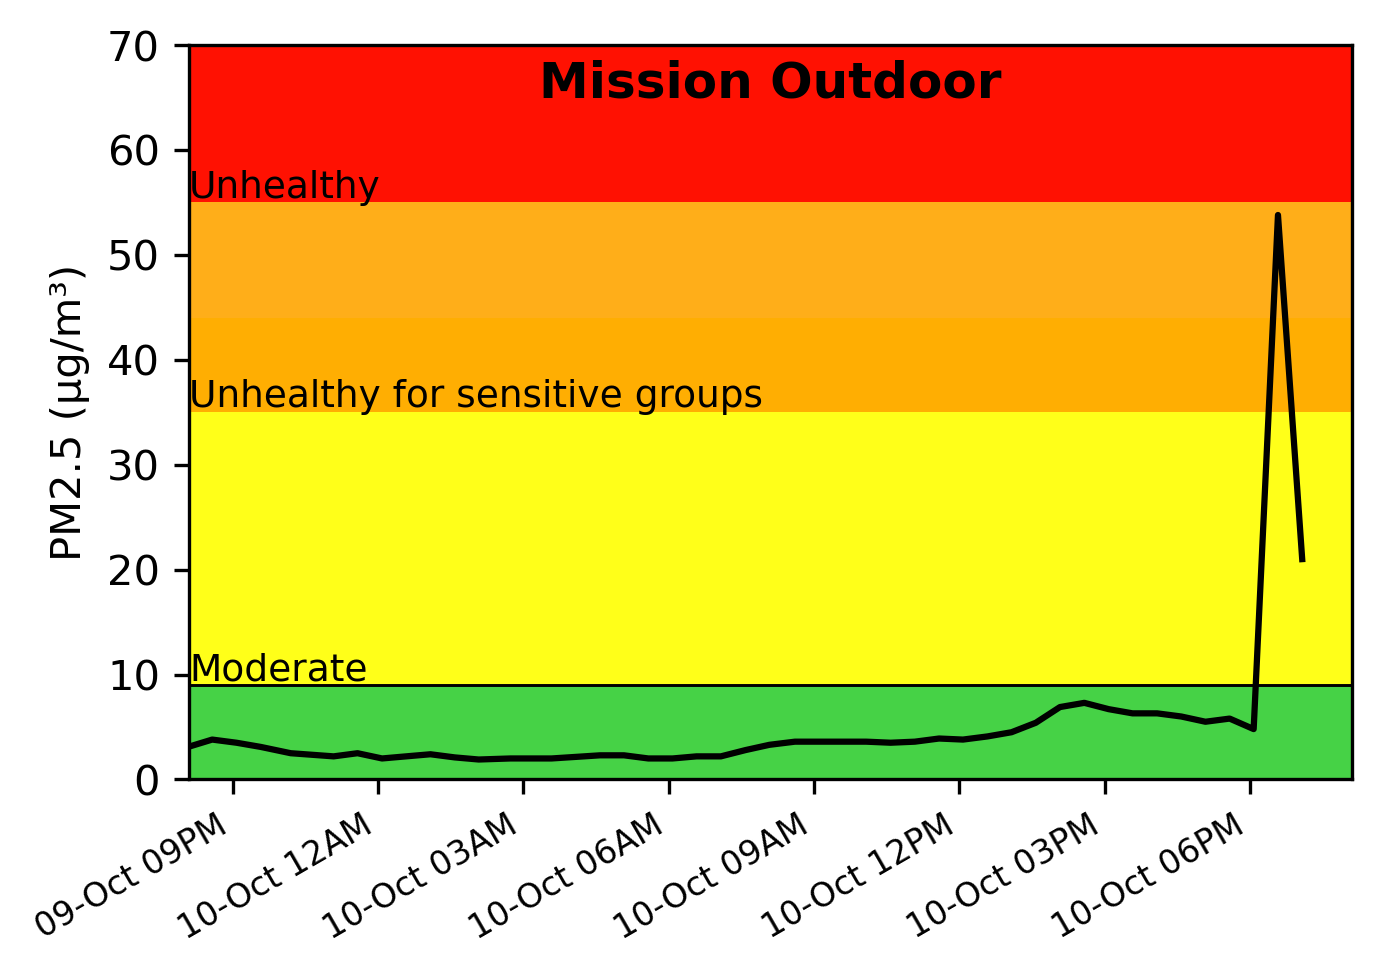 Mission Outdoor
PM2.5 (µg/m³)
70
60
Unhealthy
50
40
Unhealthy for sensitive groups
30
20
Moderate
10
0
09-Oct 09PM
10-Oct 12AM
10-Oct 03AM
10-Oct 06AM
10-Oct 09AM
10-Oct 12PM
10-Oct 03PM
10-Oct 06PM